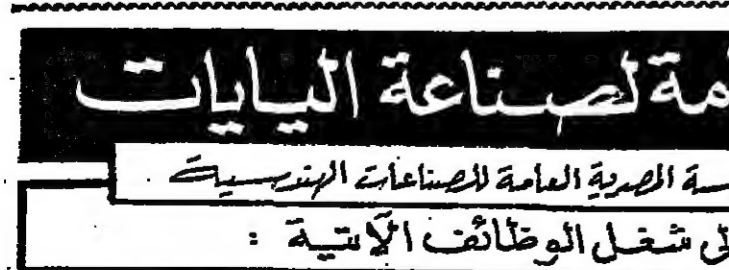 مة لصناعة اليايات
سة المصرية العامة للصناعات الهندسية
شغل الوظائف الآتية :